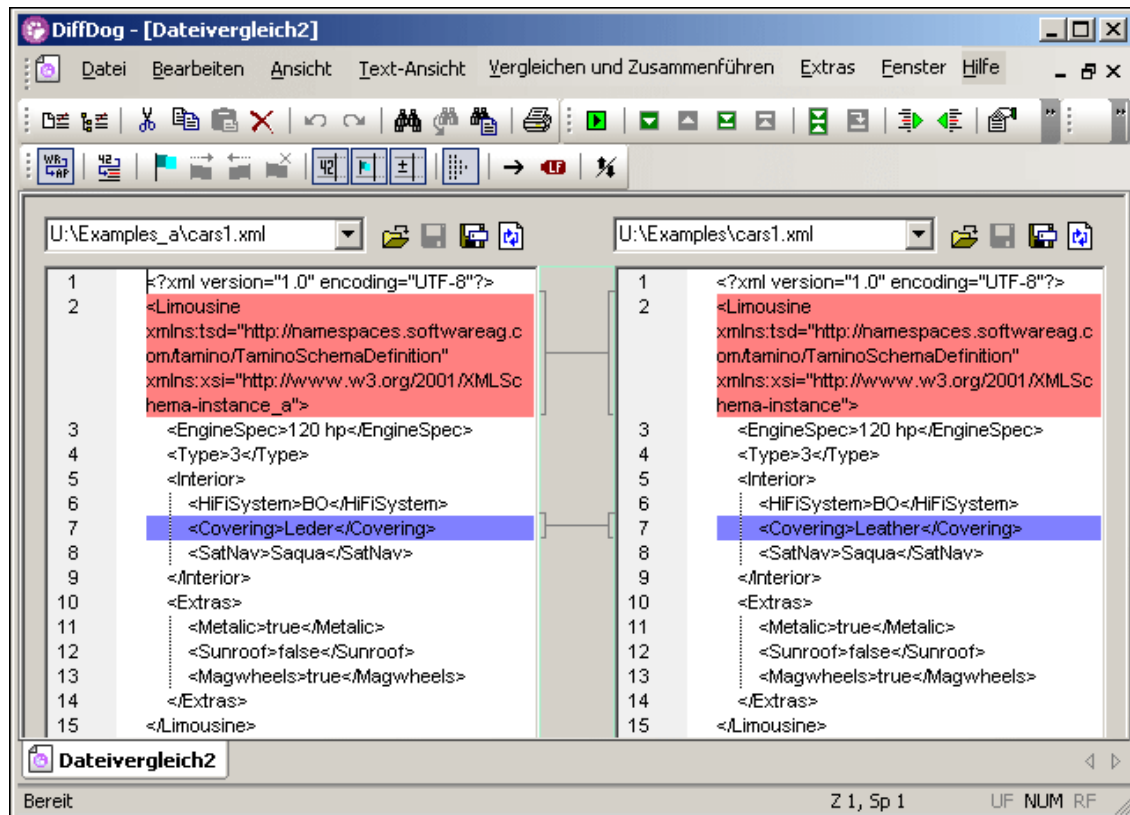 DiffDog - [Dateivergleich2]
Datei Bearbeiten Ansicht Text-Ansicht Vergleichen und Zusammenführen Extras Fenster Hilfe
U:\Examples_a\cars1.xml
1 <?xml version="1.0" encoding="UTF-8"?>
2 <Limousine
xmlns:tsd="http://namespaces.softwareag.c
om/tamino/TaminoSchemaDefinition"
xmlns:xsi="http://www.w3.org/2001/XMLSc
hema-instance_a">
3 <EngineSpec>120 hp</EngineSpec>
4 <Type>3</Type>
5 <Interior>
6 <HiFiSystem>BO</HiFiSystem>
7 <Covering>Leder</Covering>
8 <SatNav>Saqua</SatNav>
9 </Interior>
10 <Extras>
11 <Metalic>true</Metalic>
12 <Sunroof>false</Sunroof>
13 <Magwheels>true</Magwheels>
14 </Extras>
15 </Limousine>
U:\Examples\cars1.xml
1 <?xml version="1.0" encoding="UTF-8"?>
2 <Limousine
xmlns:tsd="http://namespaces.softwareag.c
om/tamino/TaminoSchemaDefinition"
xmlns:xsi="http://www.w3.org/2001/XMLSc
hema-instance">
3 <EngineSpec>120 hp</EngineSpec>
4 <Type>3</Type>
5 <Interior>
6 <HiFiSystem>BO</HiFiSystem>
7 <Covering>Leather</Covering>
8 <SatNav>Saqua</SatNav>
9 </Interior>
10 <Extras>
11 <Metalic>true</Metalic>
12 <Sunroof>false</Sunroof>
13 <Magwheels>true</Magwheels>
14 </Extras>
15 </Limousine>
Dateivergleich2
Bereit Z 1, Sp 1 UF NUM RF